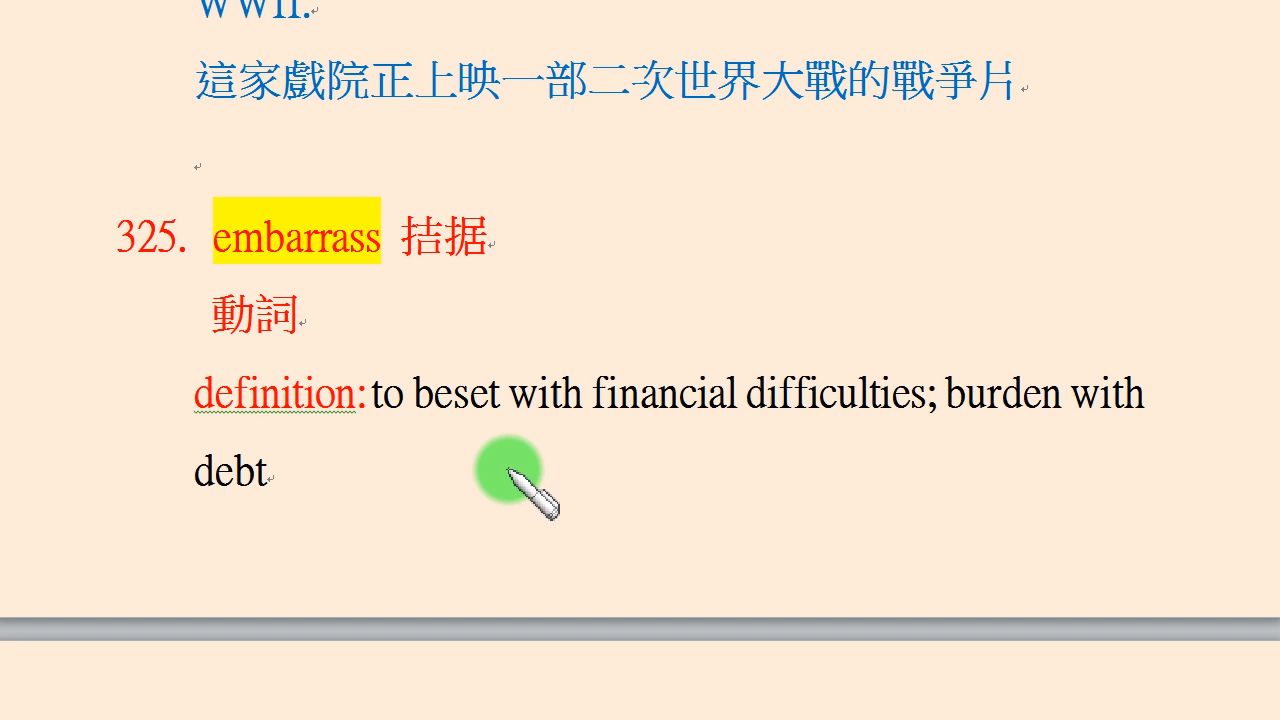 WWII.
這家戲院正上映一部二次世界大戰的戰爭片
325. embarrass 拮据
動詞
definition: to beset with financial difficulties; burden with
debt